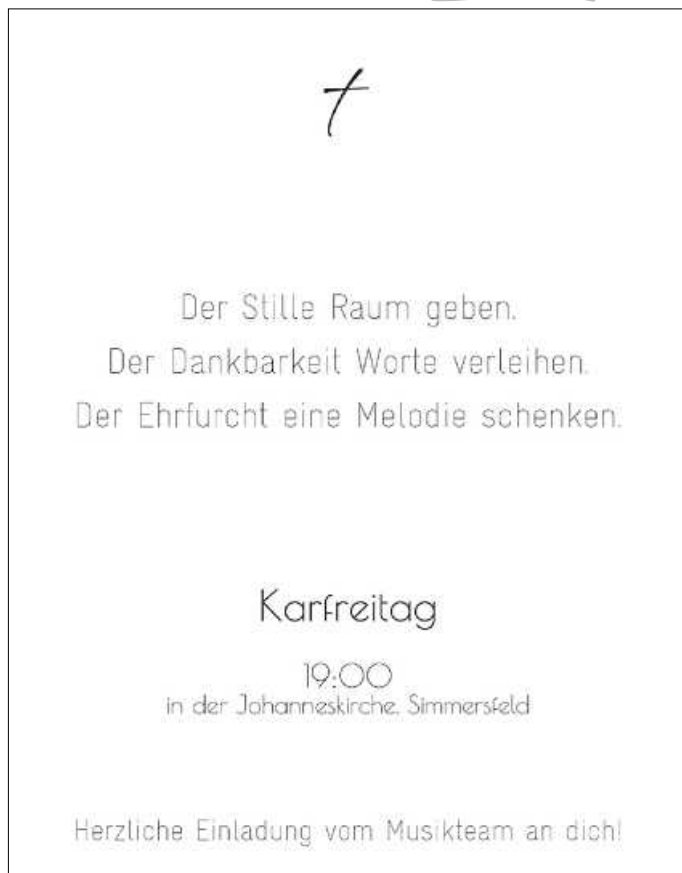 Der Stille Raum geben.
Der Dankbarkeit Worte verleihen.
Der Ehrfurcht eine Melodie schenken.
Karfreitag
19:00
in der Johanneskirche, Simmersfeld
Herzliche Einladung vom Musikteam an dich!